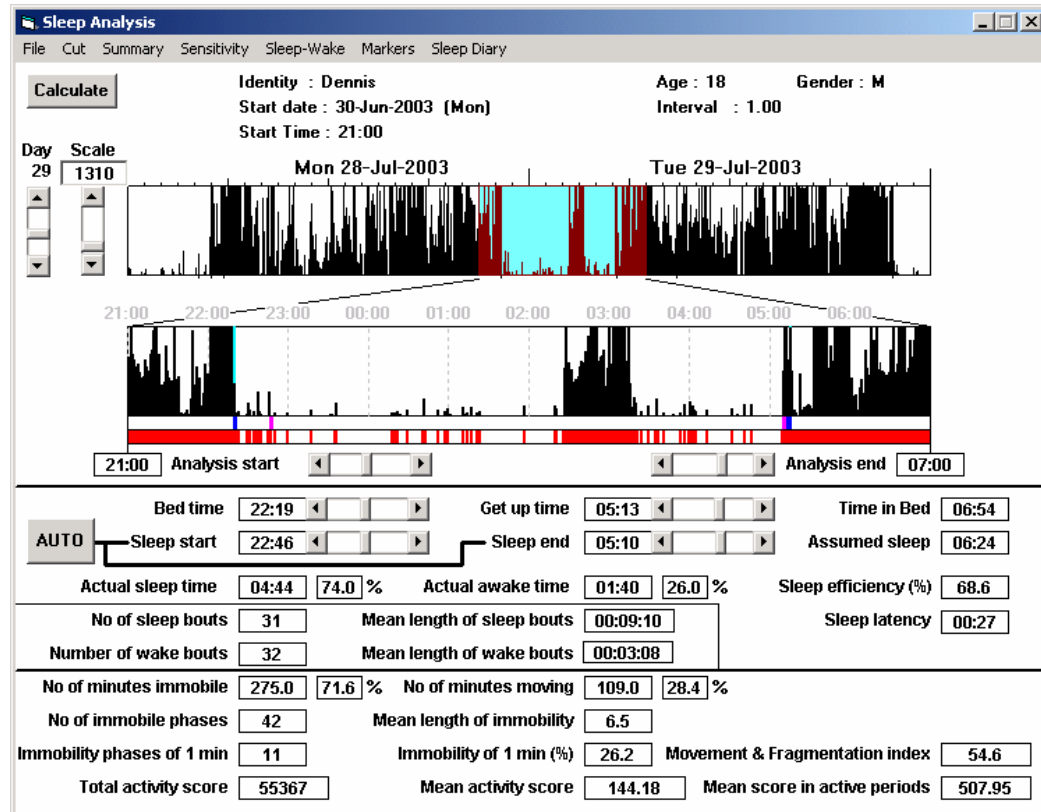 Sleep Analysis
File Cut Summary Sensitivity Sleep-Wake Markers Sleep Diary
Calculate
Identity : Dennis Age : 18 Gender : M
Start date : 30-Jun-2003 (Mon) Interval : 1.00
Start Time : 21:00
Day Scale
29 1310
Mon 28-Jul-2003 Tue 29-Jul-2003
21:00 22:00 23:00 00:00 01:00 02:00 03:00 04:00 05:00 06:00
21:00 Analysis start Analysis end 07:00
Bed time 22:19 Get up time 05:13 Time in Bed 06:54
AUTO Sleep start 22:46 Sleep end 05:10 Assumed sleep 06:24
Actual sleep time 04:44 74.0 % Actual awake time 01:40 26.0 % Sleep efficiency (%) 68.6
No of sleep bouts 31 Mean length of sleep bouts 00:09:10 Sleep latency 00:27
Number of wake bouts 32 Mean length of wake bouts 00:03:08
No of minutes immobile 275.0 71.6 % No of minutes moving 109.0 28.4 %
No of immobile phases 42 Mean length of immobility 6.5
Immobility phases of 1 min 11 Immobility of 1 min (%) 26.2 Movement & Fragmentation index 54.6
Total activity score 55367 Mean activity score 144.18 Mean score in active periods 507.95